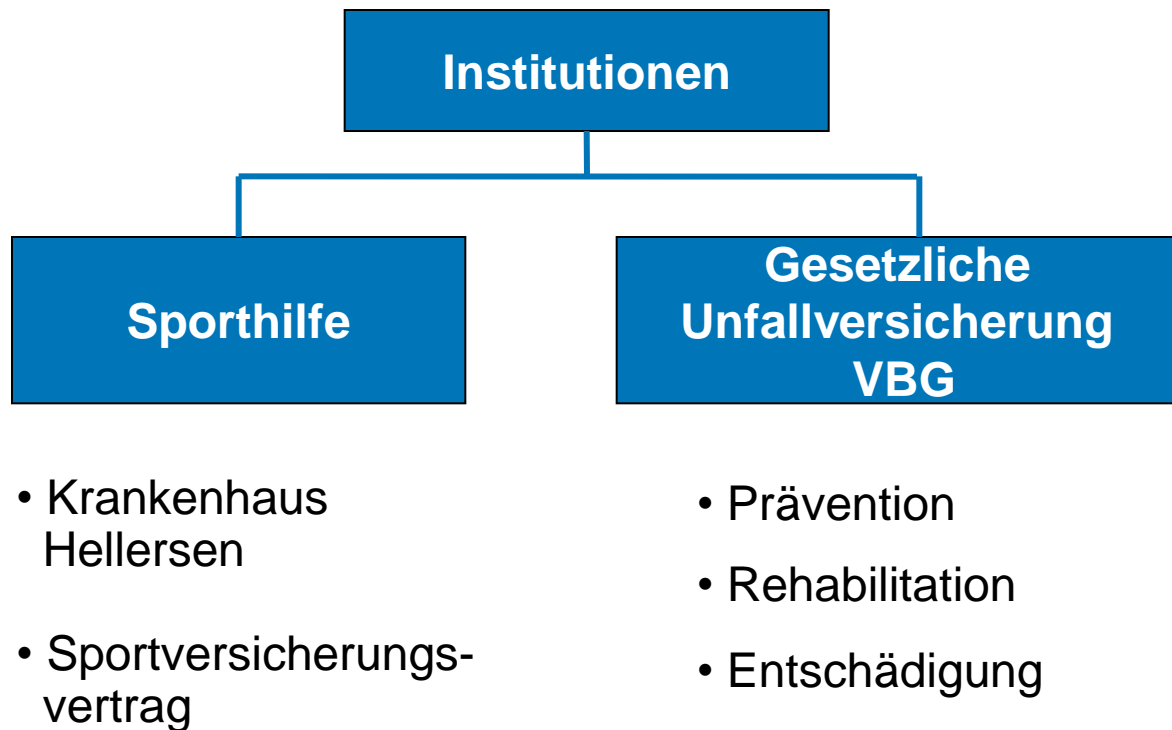 Institutionen
Sporthilfe
Gesetzliche
Unfallversicherung
VBG
• Krankenhaus
Hellersen
• Sportversicherungs-
vertrag
• Prävention
• Rehabilitation
• Entschädigung